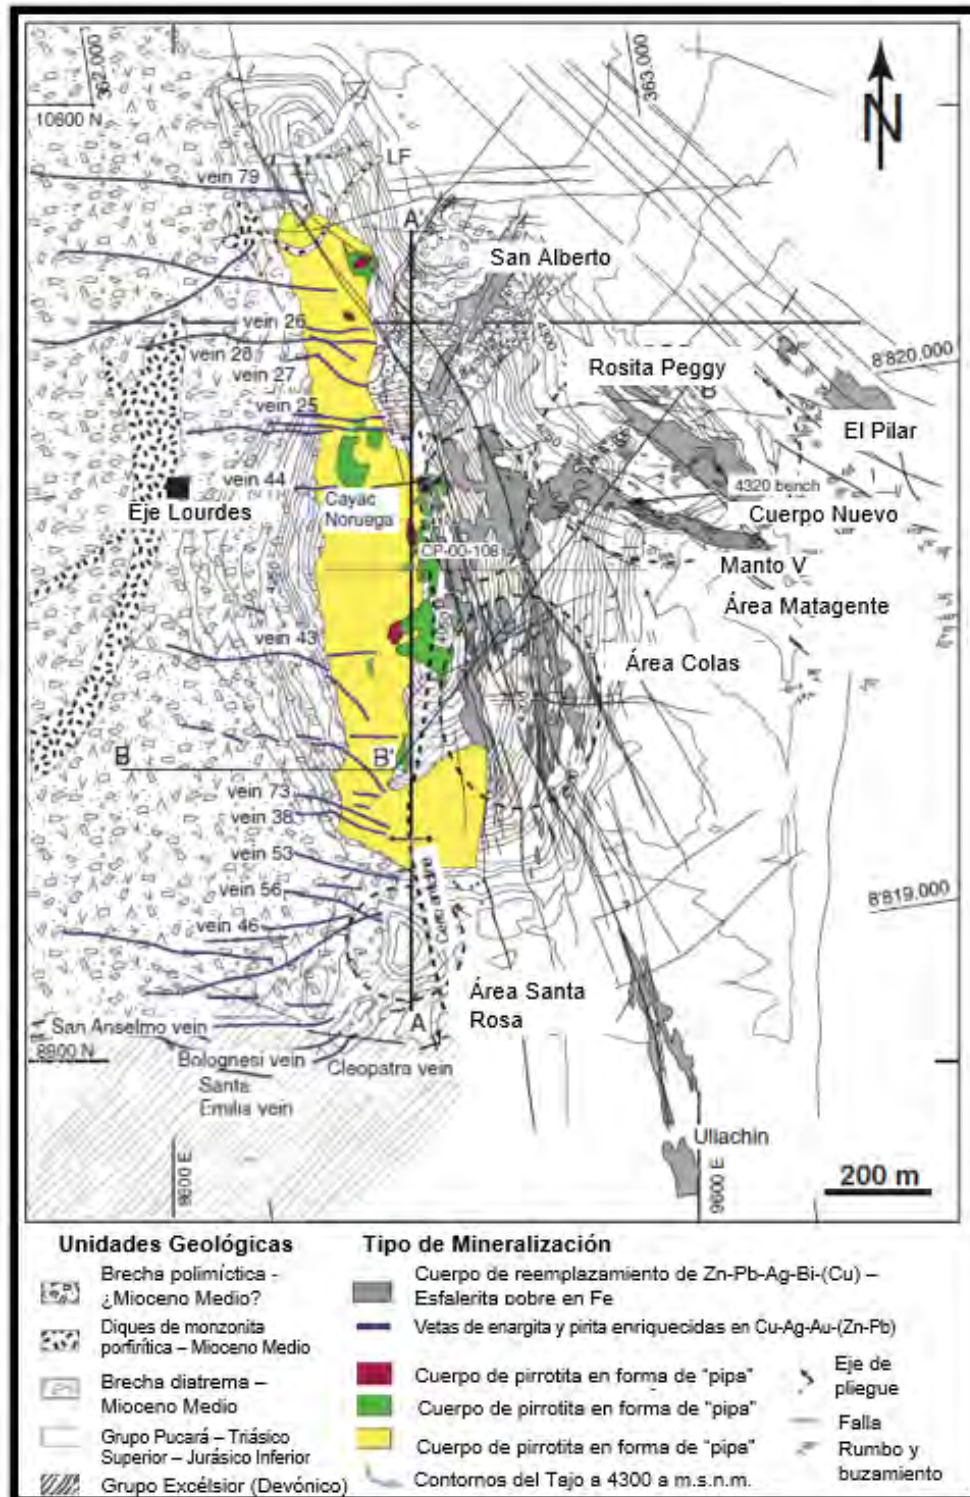 362.000
363.000
N
10600 N
LF
vein 79
A'
San Alberto
4300
vein 26
8'820.000
vein 28
Rosita Peggy
vein 27
B'
vein 25
El Pilar
vein 44
4320 bench
Cayac
Noruega
Eje Lourdes
Cuerpo Nuevo
CP-00-108
Manto V
Área Matagente
vein 43
Área Colas
B
B'
vein 73
vein 38
vein 53
vein 56
8'819.000
vein 46
Área Santa
Rosa
San Anselmo vein
A
8900 N
Bolognesi vein
Cleopatra vein
Santa
Emilia vein
Uliachin
9800 E
9600 E
200 m
Unidades Geológicas
Brecha polimíctica -
¿Mioceno Medio?
Diques de monzonita
porfirítica – Mioceno Medio
Brecha diatrema –
Mioceno Medio
Grupo Pucará – Triásico
Superior – Jurásico Inferior
Grupo Excélsior (Devónico)
Tipo de Mineralización
Cuerpo de reemplazamiento de Zn-Pb-Ag-Bi-(Cu) –
Esfalerita pobre en Fe
Vetas de enargita y pirita enriquecidas en Cu-Ag-Au-(Zn-Pb)
Cuerpo de pirrotita en forma de "pipa"
Cuerpo de pirrotita en forma de "pipa"
Cuerpo de pirrotita en forma de "pipa"
Contornos del Tajo a 4300 a m.s.n.m.
Eje de
pliegue
Falla
Rumbo y
buzamiento